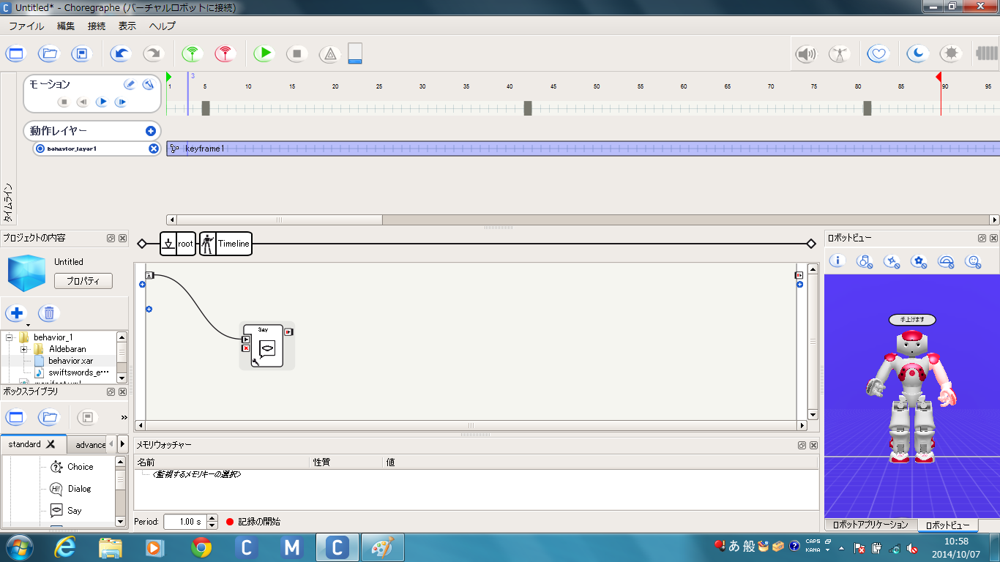 Untitled* - Choregraphe (バーチャルロボットに接続)
ファイル 編集 接続 表示 ヘルプ
モーション
3
1 5 10 15 20 25 30 35 40 45 50 55 60 65 70 75 80 85 90 95
動作レイヤー
behavior_layer1
keyframe1
タイムライン
プロジェクトの内容
Untitled
プロパティ
behavior_1
Aldebaran
behavior.xar
swiftswords_e…
ボックスライブラリ
standard
advance
Choice
Dialog
Say
root
Timeline
Say
メモリウォッチャー
名前 性質 値
<監視するメモリキーの選択>
Period: 1.00 s 記録の開始
ロボットビュー
手上げます
ロボットアプリケーション ロボットビュー
あ 般
CAPS
KANA
10:58
2014/10/07